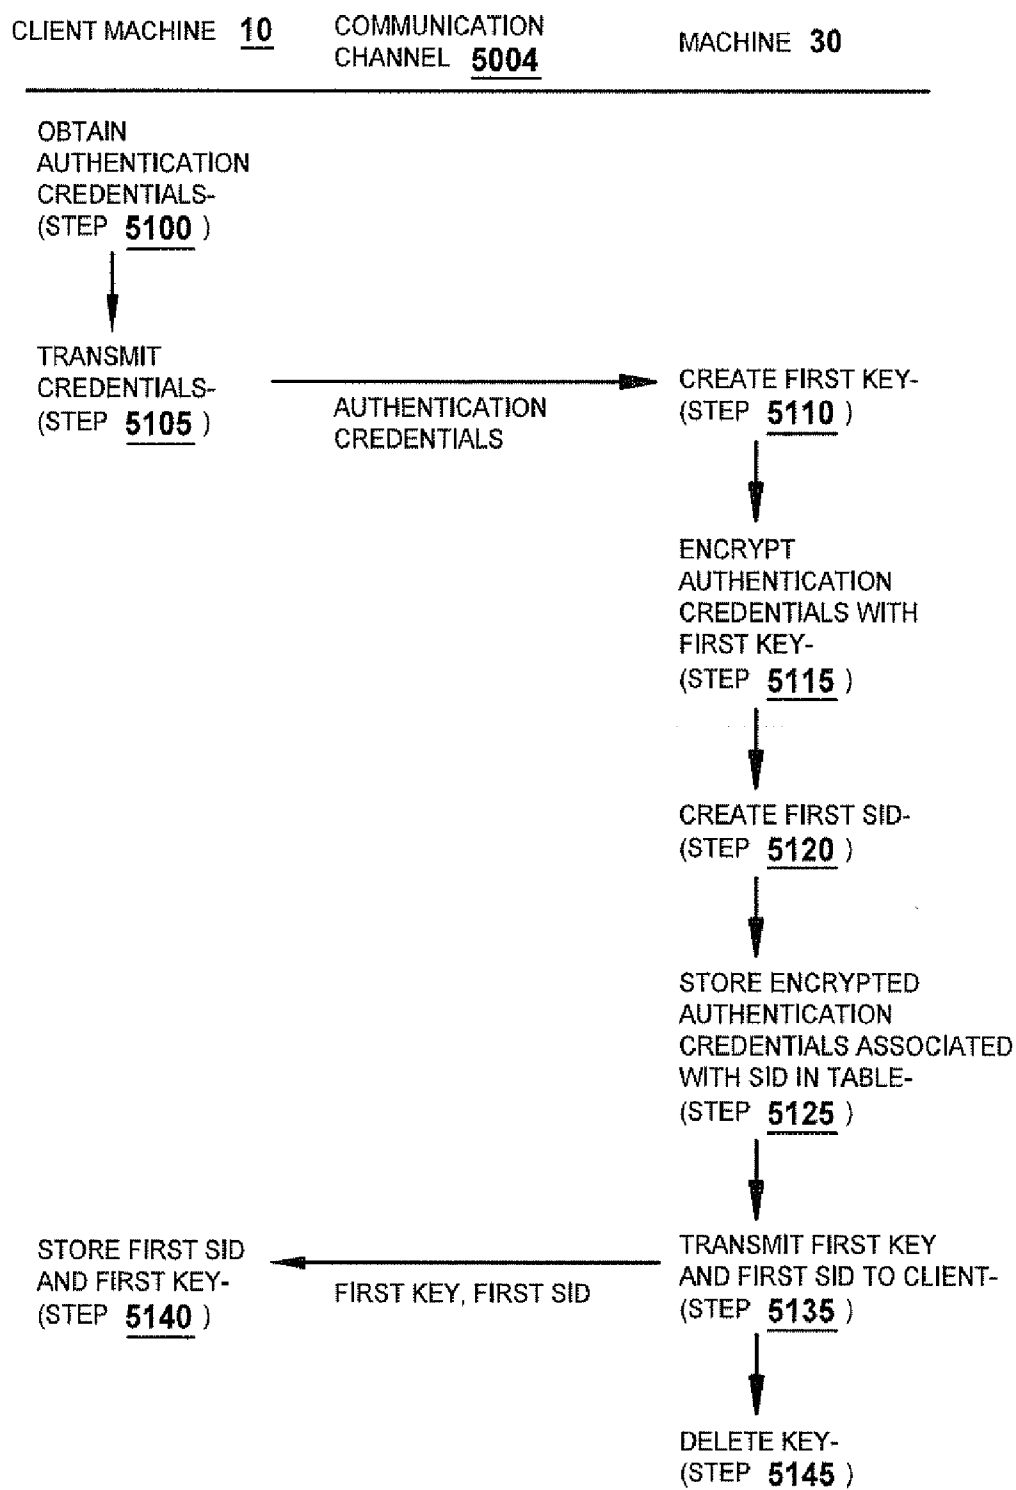 CLIENT MACHINE 10
COMMUNICATION
CHANNEL 5004
MACHINE 30
OBTAIN
AUTHENTICATION
CREDENTIALS-
(STEP 5100 )
TRANSMIT
CREDENTIALS-
(STEP 5105 )
AUTHENTICATION
CREDENTIALS
CREATE FIRST KEY-
(STEP 5110 )
ENCRYPT
AUTHENTICATION
CREDENTIALS WITH
FIRST KEY-
(STEP 5115 )
CREATE FIRST SID-
(STEP 5120 )
STORE ENCRYPTED
AUTHENTICATION
CREDENTIALS ASSOCIATED
WITH SID IN TABLE-
(STEP 5125 )
TRANSMIT FIRST KEY
AND FIRST SID TO CLIENT-
(STEP 5135 )
FIRST KEY, FIRST SID
STORE FIRST SID
AND FIRST KEY-
(STEP 5140 )
DELETE KEY-
(STEP 5145 )